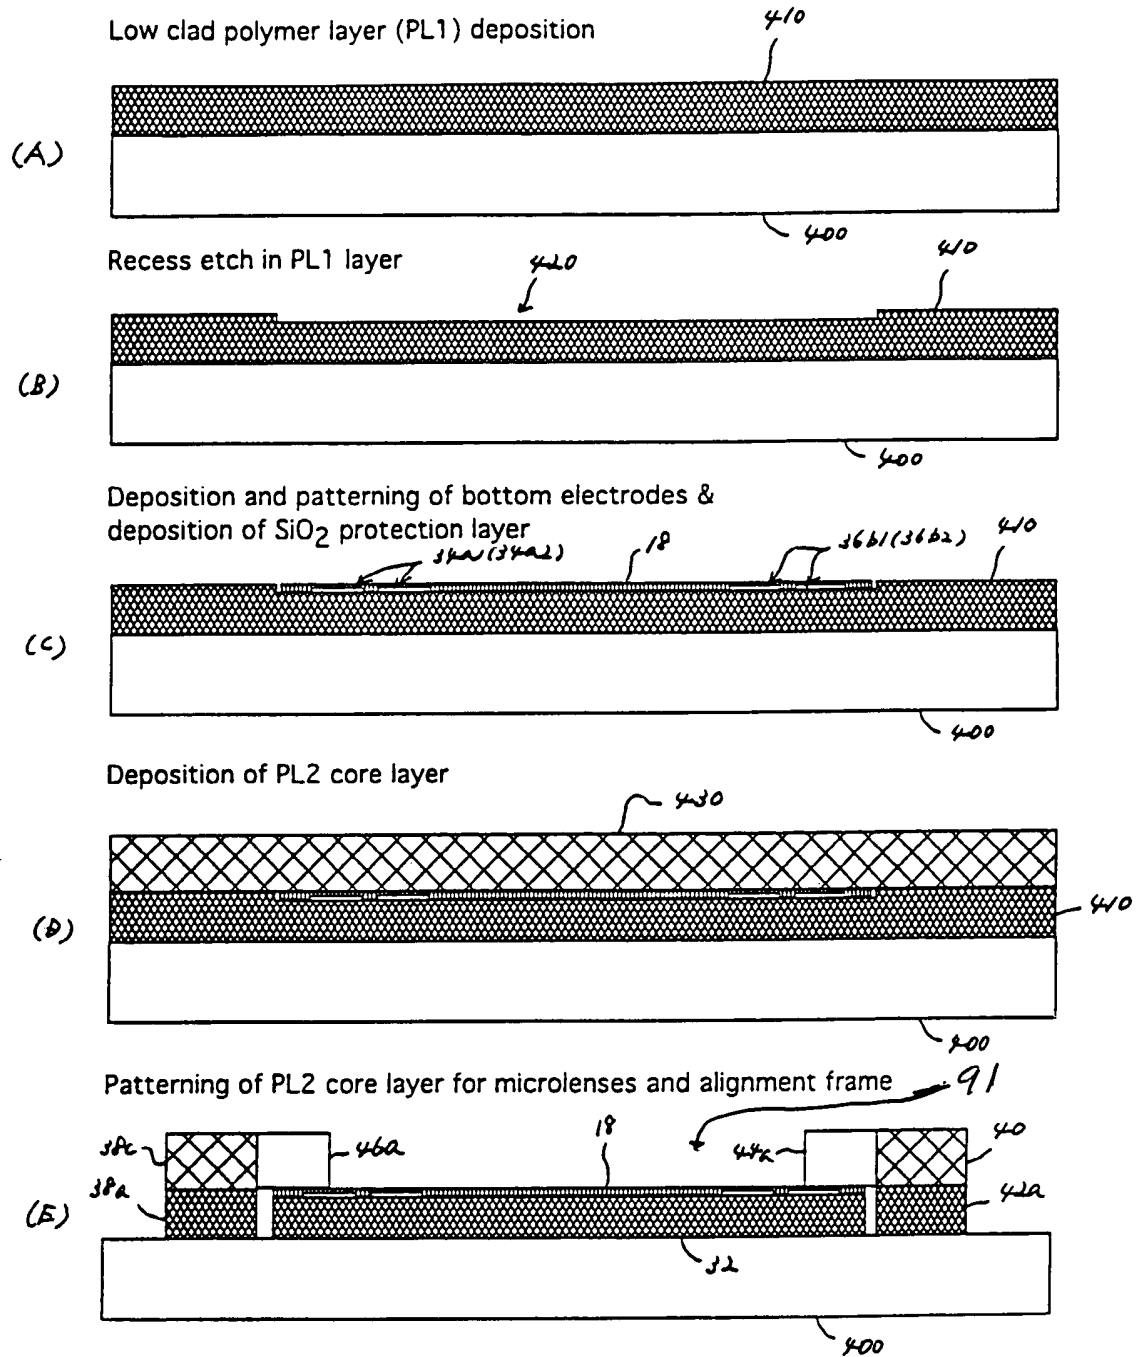 Low clad polymer layer (PL1) deposition
410
(A)
400
Recess etch in PL1 layer
420
410
(B)
400
Deposition and patterning of bottom electrodes &
deposition of SiO2 protection layer
34a1(34a2)
18
36b1(36b2)
410
(C)
400
Deposition of PL2 core layer
430
(D)
410
400
Patterning of PL2 core layer for microlenses and alignment frame
91
38c
46a
18
44a
40
38a
42a
(E)
32
400